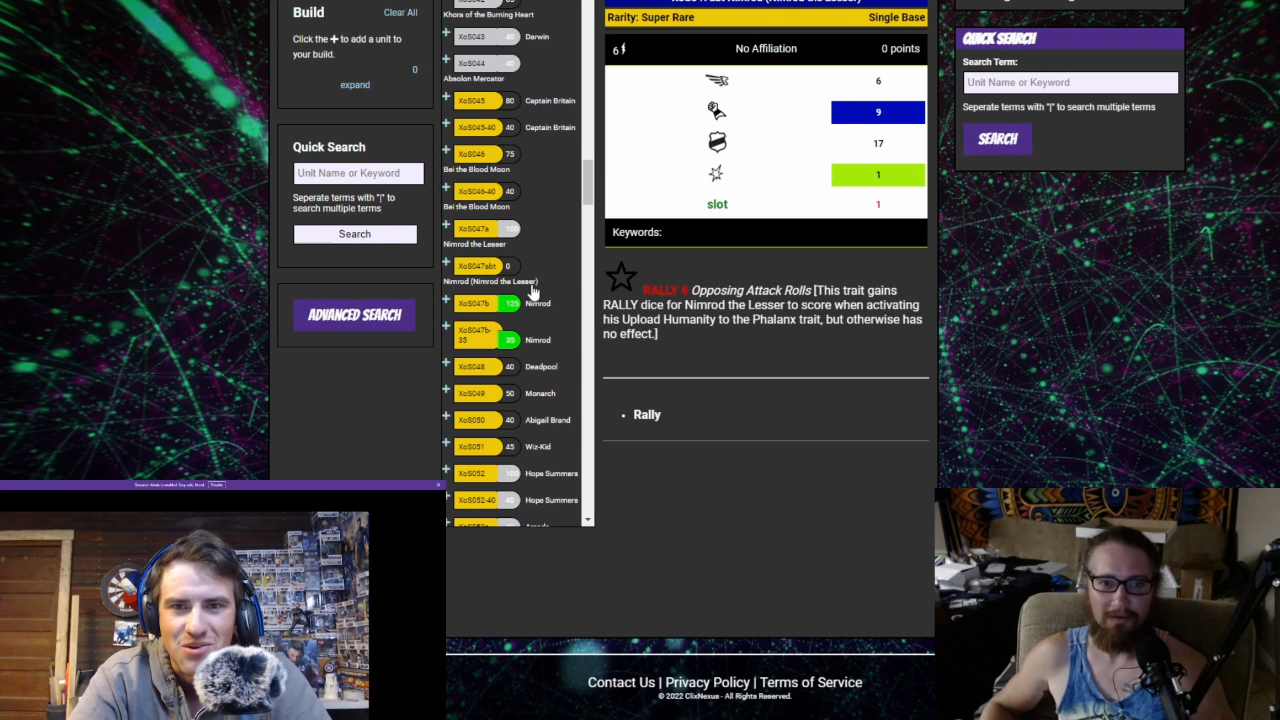 Build
Clear All
Click the + to add a unit to
your build.
0
expand
Quick Search
Unit Name or Keyword
Seperate terms with "|" to
search multiple terms
Search
ADVANCED SEARCH
Khora of the Burning Heart
XoS043 40 Darwin
XoS044 40
Absolon Mercator
XoS045 80 Captain Britain
XoS045-40 40 Captain Britain
XoS046 75
Bei the Blood Moon
XoS046-40 40
Bei the Blood Moon
XoS047a 100
Nimrod the Lesser
XoS047abt 0
Nimrod (Nimrod the Lesser)
XoS047b 125 Nimrod
XoS047b-
35 35 Nimrod
XoS048 40 Deadpool
XoS049 50 Monarch
XoS050 40 Abigail Brand
XoS051 45 Wiz-Kid
XoS052 100 Hope Summers
XoS052-40 40 Hope Summers
Rarity: Super Rare
Single Base
6
No Affiliation
0 points
6
9
17
1
slot
1
Keywords:
RALLY 6 Opposing Attack Rolls [This trait gains
RALLY dice for Nimrod the Lesser to score when activating
his Upload Humanity to the Phalanx trait, but otherwise has
no effect.]
• Rally
QUICK SEARCH
Search Term:
Unit Name or Keyword
Seperate terms with "|" to search multiple terms
SEARCH
Contact Us | Privacy Policy | Terms of Service
© 2022 ClixNexus - All Rights Reserved.